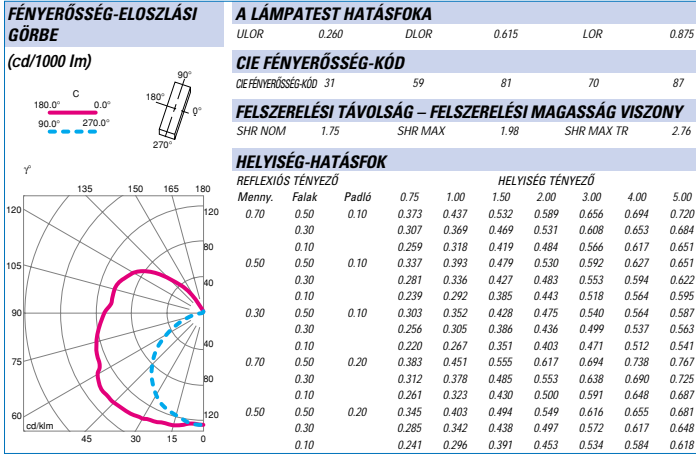 FÉNYERŐSSÉG-ELOSZLÁSI
GÖRBE
(cd/1000 lm)
C
180.0° 0.0°
90.0° 270.0°
90°
180°
0°
270°
γ°
135 150 165 180
120 120
80
105
40
90
40
75
80
60 120
cd/klm
45 30 15 0
A LÁMPATEST HATÁSFOKA
ULOR 0.260 DLOR 0.615 LOR 0.875
CIE FÉNYERŐSSÉG-KÓD
CIE FÉNYERŐSSÉG-KÓD 31 59 81 70 87
FELSZERELÉSI TÁVOLSÁG – FELSZERELÉSI MAGASSÁG VISZONY
SHR NOM 1.75 SHR MAX 1.98 SHR MAX TR 2.76
HELYISÉG-HATÁSFOK
REFLEXIÓS TÉNYEZŐ HELYISÉG TÉNYEZŐ
Menny. Falak Padló 0.75 1.00 1.50 2.00 3.00 4.00 5.00
0.70 0.50 0.10 0.373 0.437 0.532 0.589 0.656 0.694 0.720
0.30 0.307 0.369 0.469 0.531 0.608 0.653 0.684
0.10 0.259 0.318 0.419 0.484 0.566 0.617 0.651
0.50 0.50 0.10 0.337 0.393 0.479 0.530 0.592 0.627 0.651
0.30 0.281 0.336 0.427 0.483 0.553 0.594 0.622
0.10 0.239 0.292 0.385 0.443 0.518 0.564 0.595
0.30 0.50 0.10 0.303 0.352 0.428 0.475 0.540 0.564 0.587
0.30 0.256 0.305 0.386 0.436 0.499 0.537 0.563
0.10 0.220 0.267 0.351 0.403 0.471 0.512 0.541
0.70 0.50 0.20 0.383 0.451 0.555 0.617 0.694 0.738 0.767
0.30 0.312 0.378 0.485 0.553 0.638 0.690 0.725
0.10 0.261 0.323 0.430 0.500 0.591 0.648 0.687
0.50 0.50 0.20 0.345 0.403 0.494 0.549 0.616 0.655 0.681
0.30 0.285 0.342 0.438 0.497 0.572 0.617 0.648
0.10 0.241 0.296 0.391 0.453 0.534 0.584 0.618